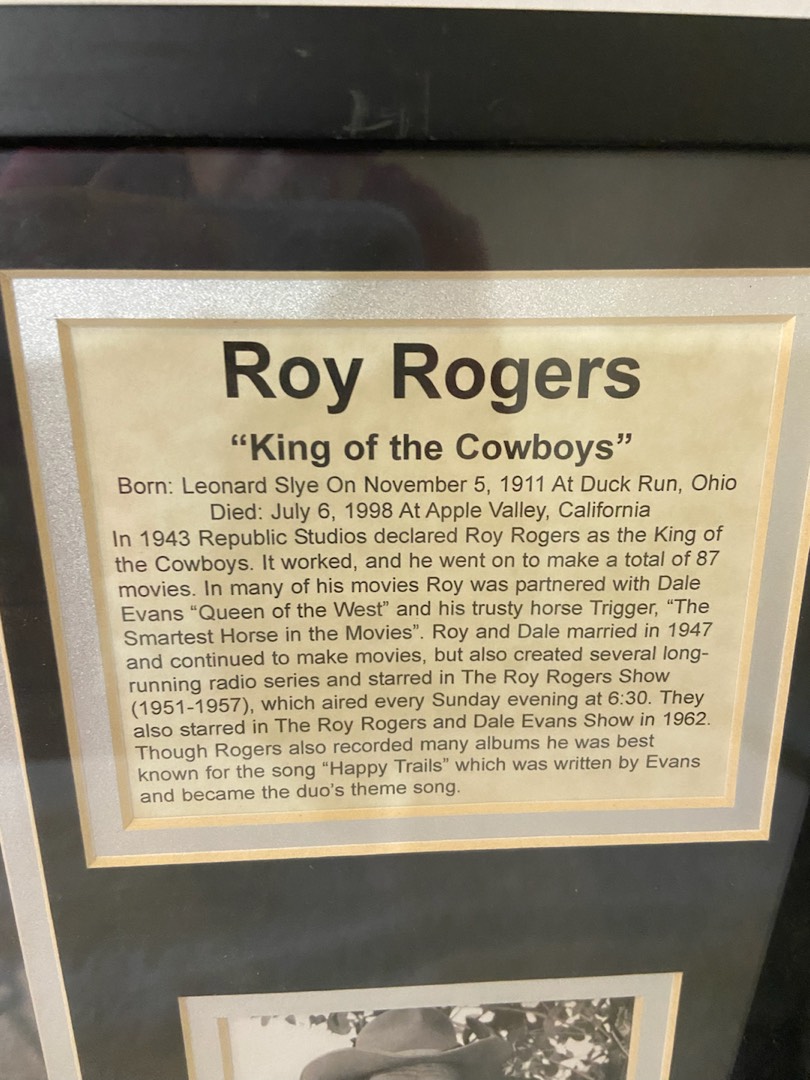 Roy Rogers
“King of the Cowboys”
Born: Leonard Slye On November 5, 1911 At Duck Run, Ohio
Died: July 6, 1998 At Apple Valley, California
In 1943 Republic Studios declared Roy Rogers as the King of
the Cowboys. It worked, and he went on to make a total of 87
movies. In many of his movies Roy was partnered with Dale
Evans “Queen of the West” and his trusty horse Trigger, “The
Smartest Horse in the Movies”. Roy and Dale married in 1947
and continued to make movies, but also created several long-
running radio series and starred in The Roy Rogers Show
(1951-1957), which aired every Sunday evening at 6:30. They
also starred in The Roy Rogers and Dale Evans Show in 1962.
Though Rogers also recorded many albums he was best
known for the song “Happy Trails” which was written by Evans
and became the duo’s theme song.